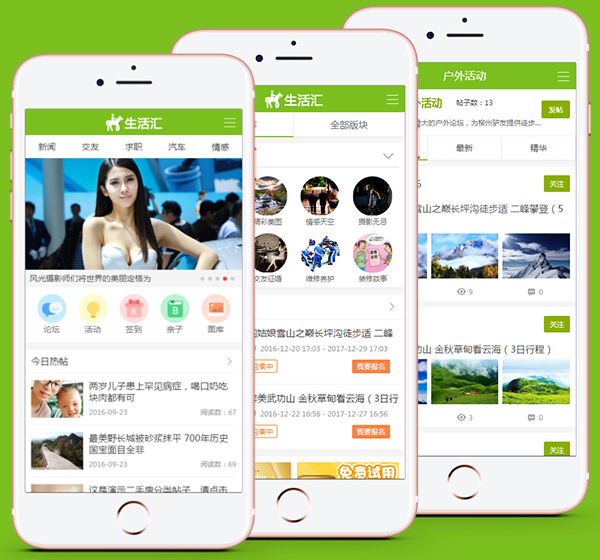 生活汇
新闻 交友 求职 汽车 情感
风光摄影师们将世界的美丽定格为
论坛 活动 签到 亲子 面库
今日热帖
两岁儿子患上罕见病症,喝口奶吃
块肉都有可
2016-09-23 阅读数:67
最美野长城被砂浆抹平 700年历史
国宝面目全非
2016-09-23 阅读数:69
这是演示二手房分类帖子,请点击
生活汇
全部版块
精彩美图 情感天空 摄影无忌
交友征婚 维修养护 装修故事
姑娘雪山之巅长坪沟徒步适 二峰
2016-12-20 17:03 - 2017-12-29 17:03
集中 我要报名
美武功山 金秋草甸看云海(3日行
2016-12-22 16:56 - 2017-12-27 16:56
集中 我要报名
免费试用
户外活动
活动 帖子数:13 发帖
大的户外论坛,为柳州驴友提供徒步...
最新 精华
关注
雪山之巅长坪沟徒步适 二峰攀登(5
9 0
关注
功山 金秋草甸看云海(3日行程)
3 0
关注